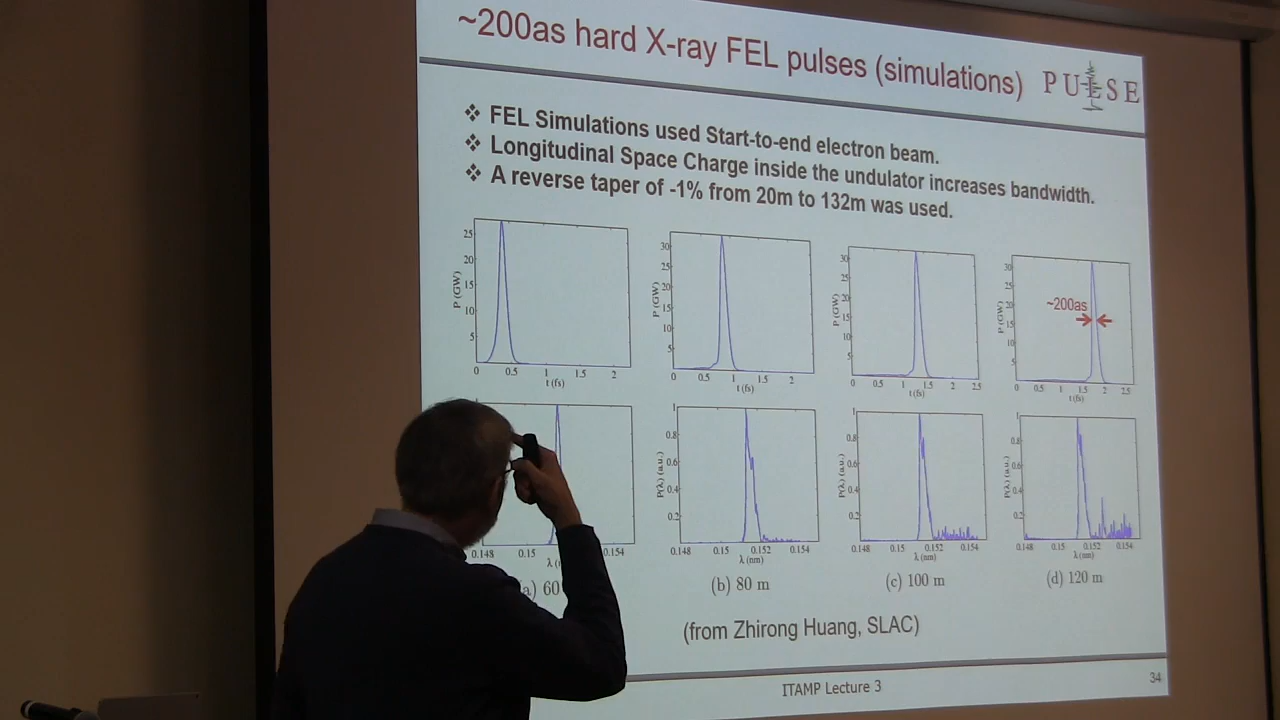 ~200as hard X-ray FEL pulses (simulations)
PULSE
❖ FEL Simulations used Start-to-end electron beam.
❖ Longitudinal Space Charge inside the undulator increases bandwidth.
❖ A reverse taper of -1% from 20m to 132m was used.
P (GW) 25 20 15 10 5
0 0.5 1 1.5 2
t (fs)
P (GW) 30 25 20 15 10 5
0 0.5 1 1.5 2
t (fs)
P (GW) 30 25 20 15 10 5
0 0.5 1 1.5 2 2.5
t (fs)
P (GW) 30 25 20 15 10 5
~200as
0 0.5 1 1.5 2 2.5
t (fs)
0.148 0.15 0.154
P(λ) (a.u.) 1 0.8 0.6 0.4 0.2
0.148 0.15 0.152 0.154
λ (nm)
P(λ) (a.u.) 1 0.8 0.6 0.4 0.2
0.148 0.15 0.152 0.154
λ (nm)
P(λ) (a.u.) 1 0.8 0.6 0.4 0.2
0.148 0.15 0.152 0.154
λ (nm)
a) 60
(b) 80 m
(c) 100 m
(d) 120 m
(from Zhirong Huang, SLAC)
ITAMP Lecture 3
34